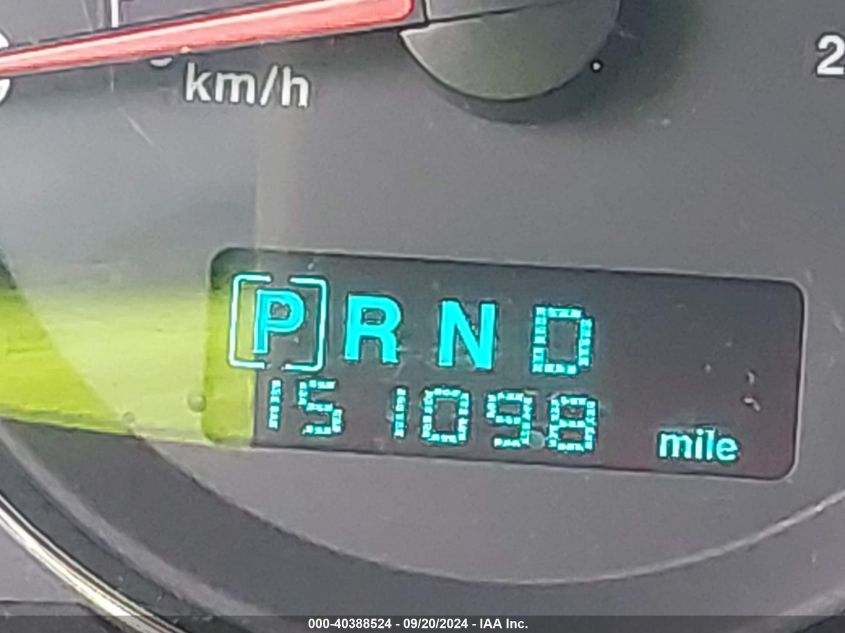 km/h
2
P R N D
151098 mile
000-40388524 - 09/20/2024 - IAA Inc.